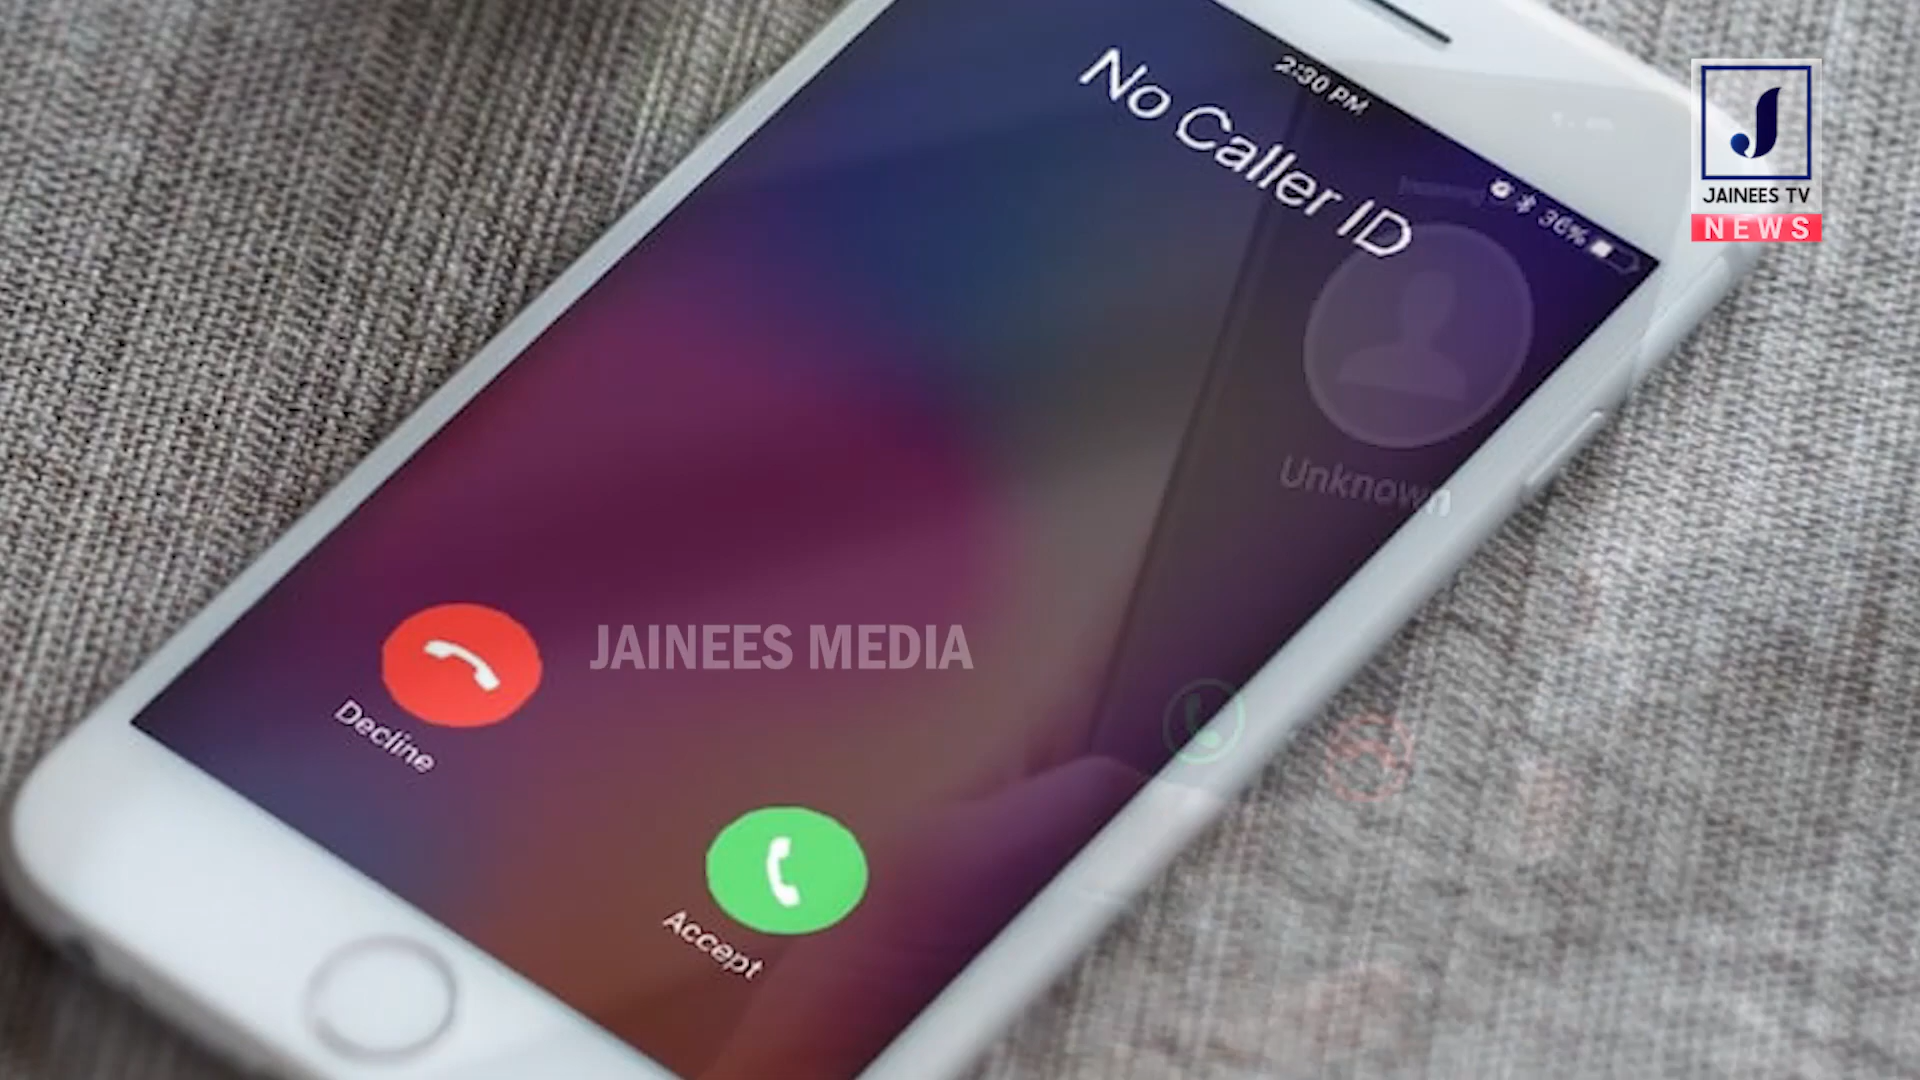 2:30 PM
36%
No Caller ID
Unknown
Decline
Accept
JAINEES MEDIA
JAINEES TV
NEWS